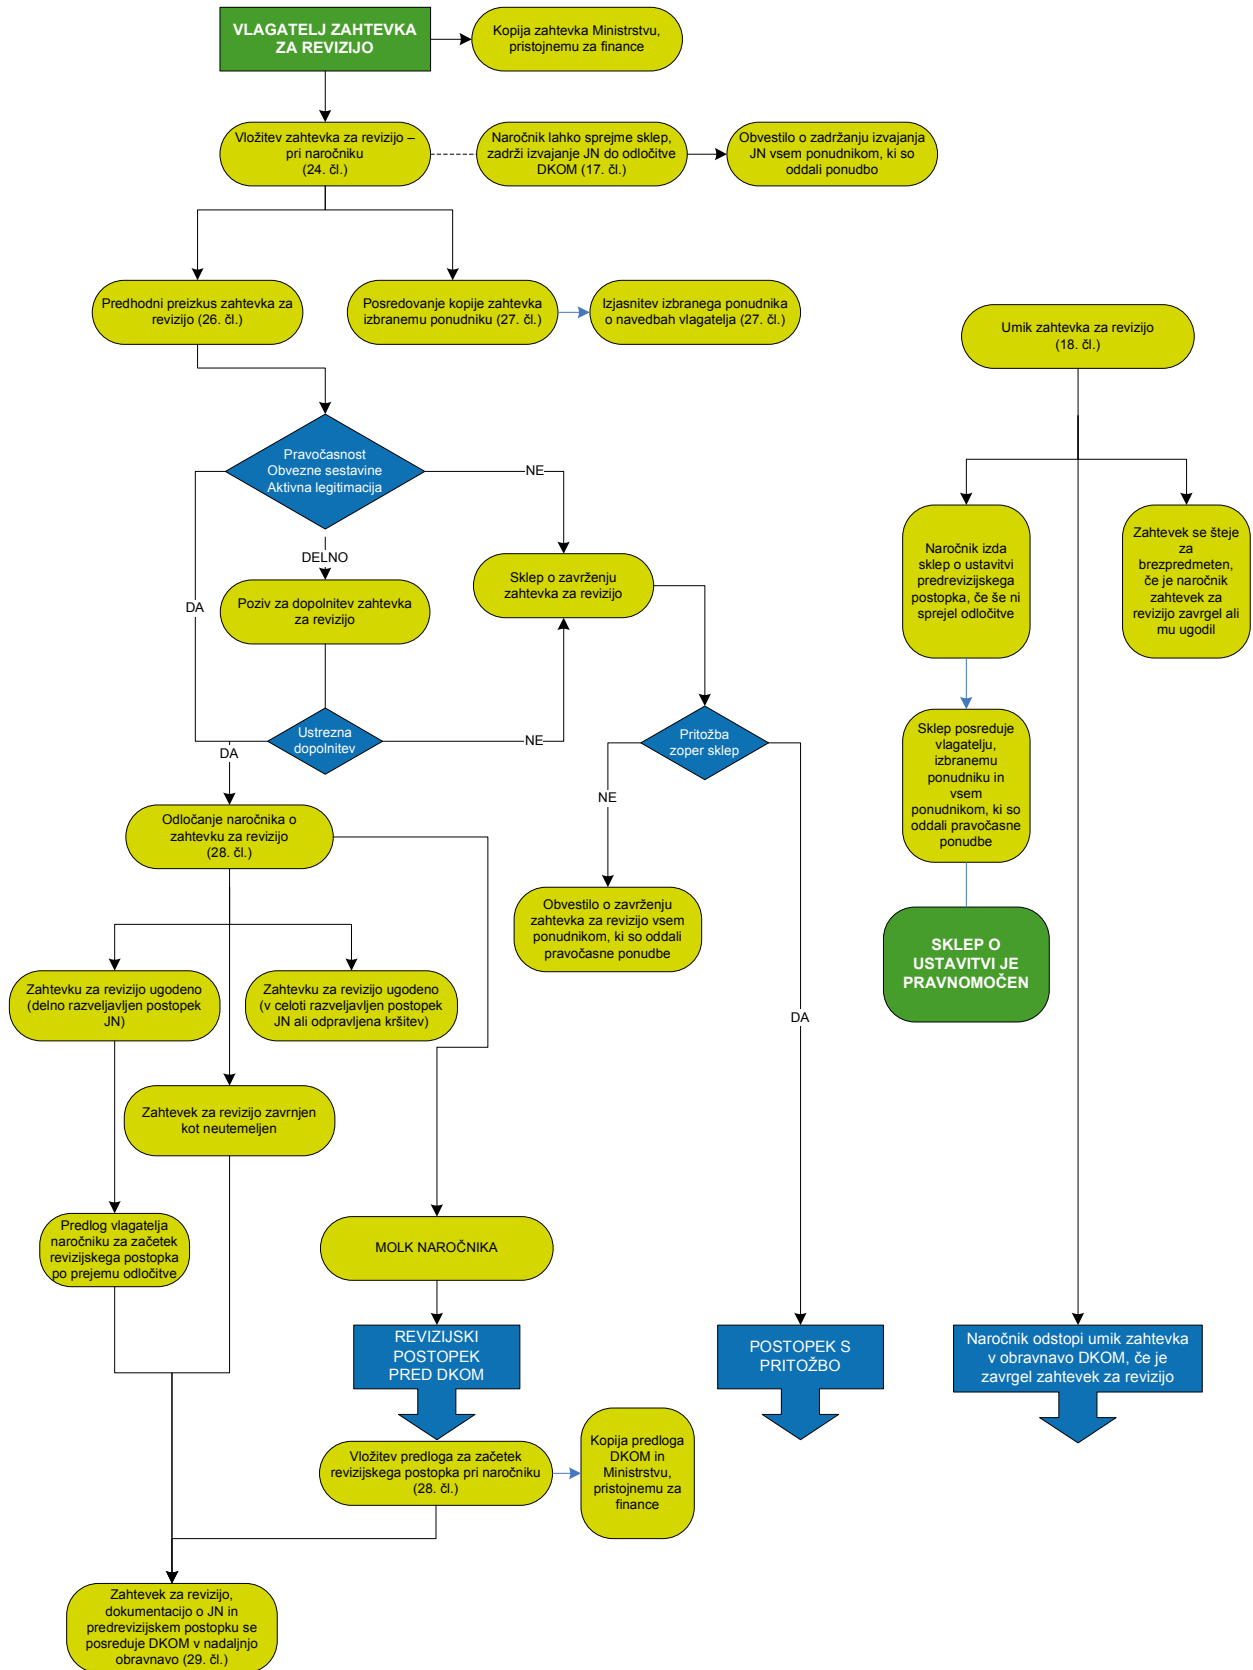 VLAGATELJ ZAHTEVKA
ZA REVIZIJO
Kopija zahtevka Ministrstvu,
pristojnemu za finance
Vložitev zahtevka za revizijo –
pri naročniku
(24. čl.)
Naročnik lahko sprejme sklep,
zadrži izvajanje JN do odločitve
DKOM (17. čl.)
Obvestilo o zadržanju izvajanja
JN vsem ponudnikom, ki so
oddali ponudbo
Predhodni preizkus zahtevka za
revizijo (26. čl.)
Posredovanje kopije zahtevka
izbranemu ponudniku (27. čl.)
Izjasnitev izbranega ponudnika
o navedbah vlagatelja (27. čl.)
Umik zahtevka za revizijo
(18. čl.)
Pravočasnost
Obvezne sestavine
Aktivna legitimacija
NE
DELNO
DA
Poziv za dopolnitev zahtevka
za revizijo
Sklep o zavrženju
zahtevka za revizijo
Naročnik izda
sklep o ustavitvi
predrevizijskega
postopka, če še ni
sprejel odločitve
Zahtevek se šteje
za
brezpredmeten,
če je naročnik
zahtevek za
revizijo zavrgel ali
mu ugodil
Ustrezna
dopolnitev
NE
DA
Pritožba
zoper sklep
NE
DA
Sklep posreduje
vlagatelju,
izbranemu
ponudniku in
vsem
ponudnikom, ki so
oddali pravočasne
ponudbe
Odločanje naročnika o
zahtevku za revizijo
(28. čl.)
Obvestilo o zavrženju
zahtevka za revizijo vsem
ponudnikom, ki so oddali
pravočasne ponudbe
SKLEP O
USTAVITVI JE
PRAVNOMOČEN
Zahtevku za revizijo ugodeno
(delno razveljavljen postopek
JN)
Zahtevku za revizijo ugodeno
(v celoti razveljavljen postopek
JN ali odpravljena kršitev)
Zahtevek za revizijo zavrnjen
kot neutemeljen
Predlog vlagatelja
naročniku za začetek
revizijskega postopka
po prejemu odločitve
MOLK NAROČNIKA
REVIZIJSKI
POSTOPEK
PRED DKOM
POSTOPEK S
PRITOŽBO
Naročnik odstopi umik zahtevka
v obravnavo DKOM, če je
zavrgel zahtevek za revizijo
Vložitev predloga za začetek
revizijskega postopka pri naročniku
(28. čl.)
Kopija predloga
DKOM in
Ministrstvu,
pristojnemu za
finance
Zahtevek za revizijo,
dokumentacijo o JN in
predrevizijskem postopku se
posreduje DKOM v nadaljnjo
obravnavo (29. čl.)